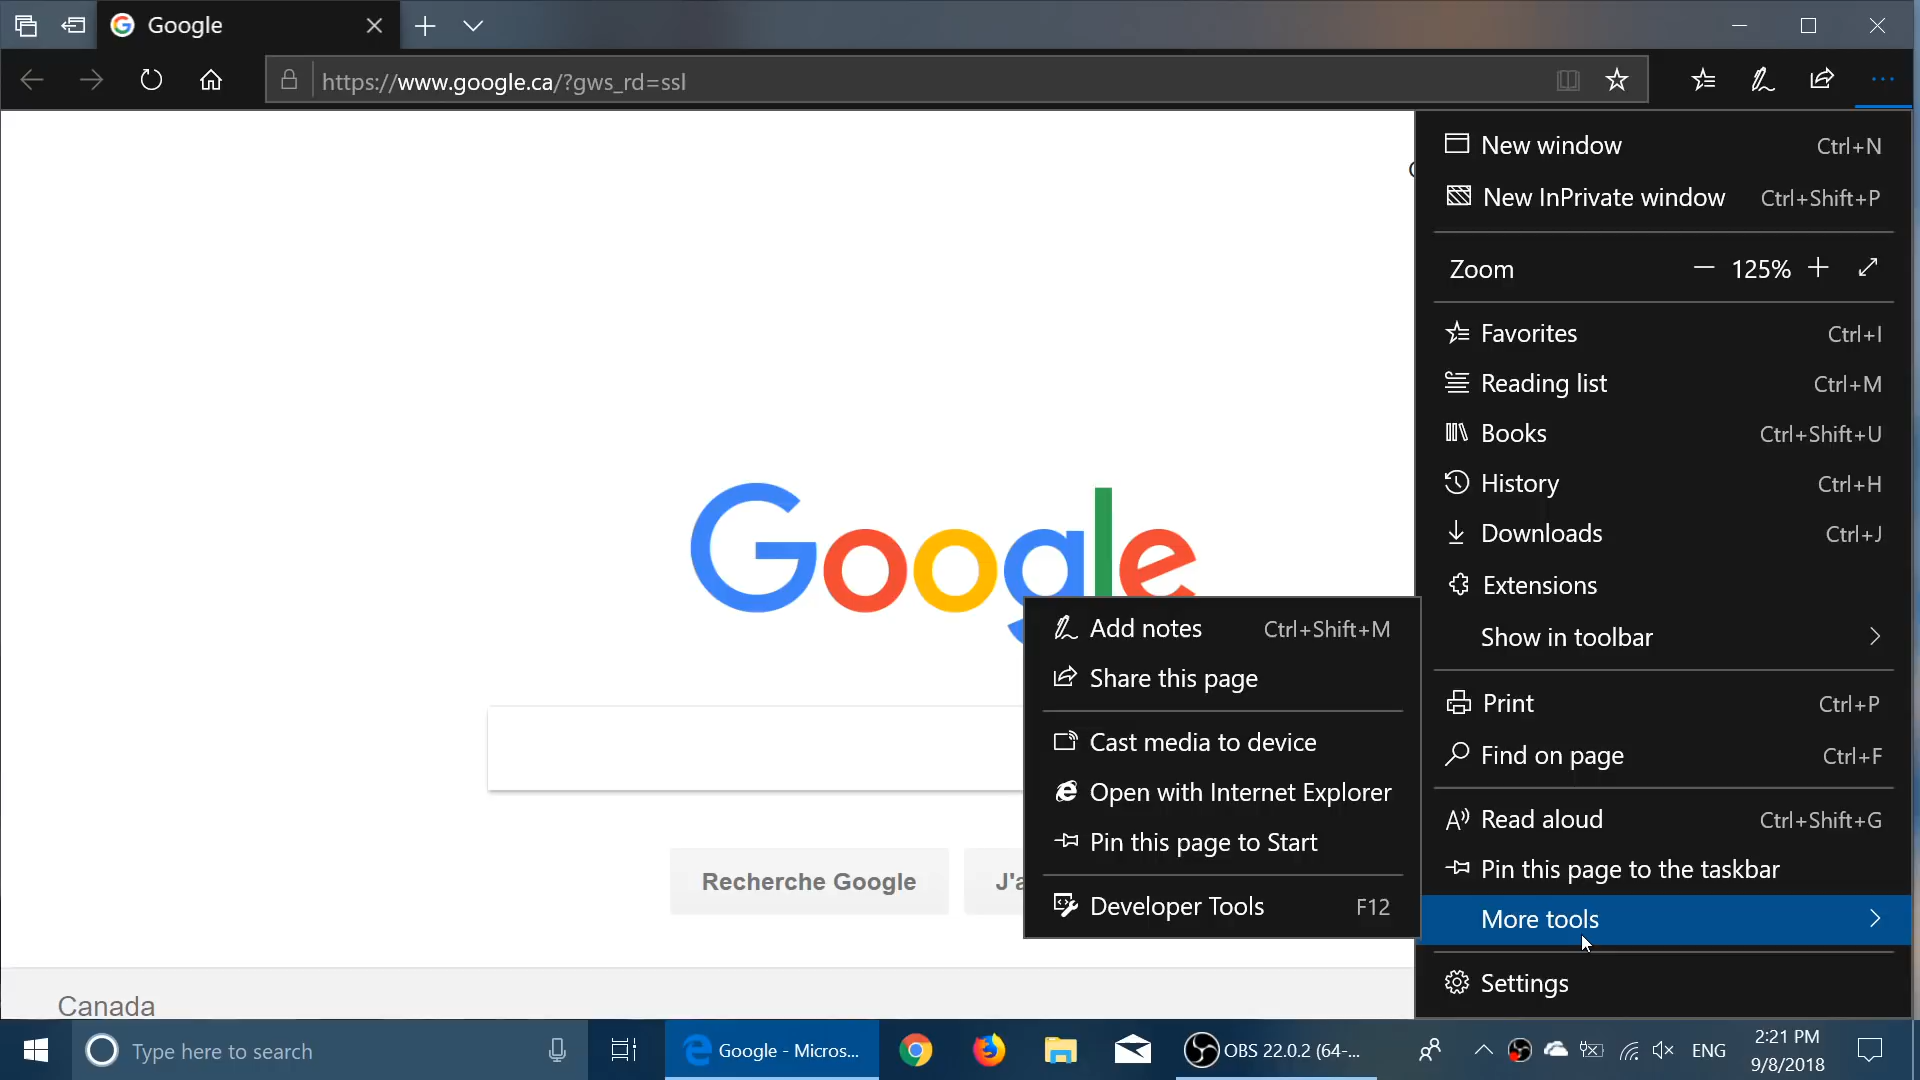 Google
https://www.google.ca/?gws_rd=ssl
New window Ctrl+N
New InPrivate window Ctrl+Shift+P
Zoom 125%
Favorites Ctrl+I
Reading list Ctrl+M
Books Ctrl+Shift+U
History Ctrl+H
Downloads Ctrl+J
Extensions
Show in toolbar
Print Ctrl+P
Find on page Ctrl+F
Read aloud Ctrl+Shift+G
Pin this page to the taskbar
More tools
Settings
Google
Add notes Ctrl+Shift+M
Share this page
Cast media to device
Open with Internet Explorer
Pin this page to Start
Developer Tools F12
Recherche Google
J'a
Canada
Type here to search
Google - Micros...
OBS 22.0.2 (64-...
ENG
2:21 PM
9/8/2018